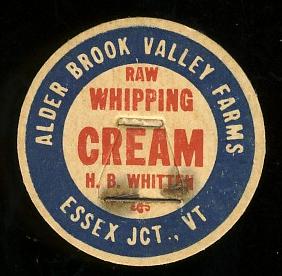 ALDER BROOK VALLEY FARMS
RAW
WHIPPING
CREAM
H. B. WHITTEN
ESSEX JCT., VT